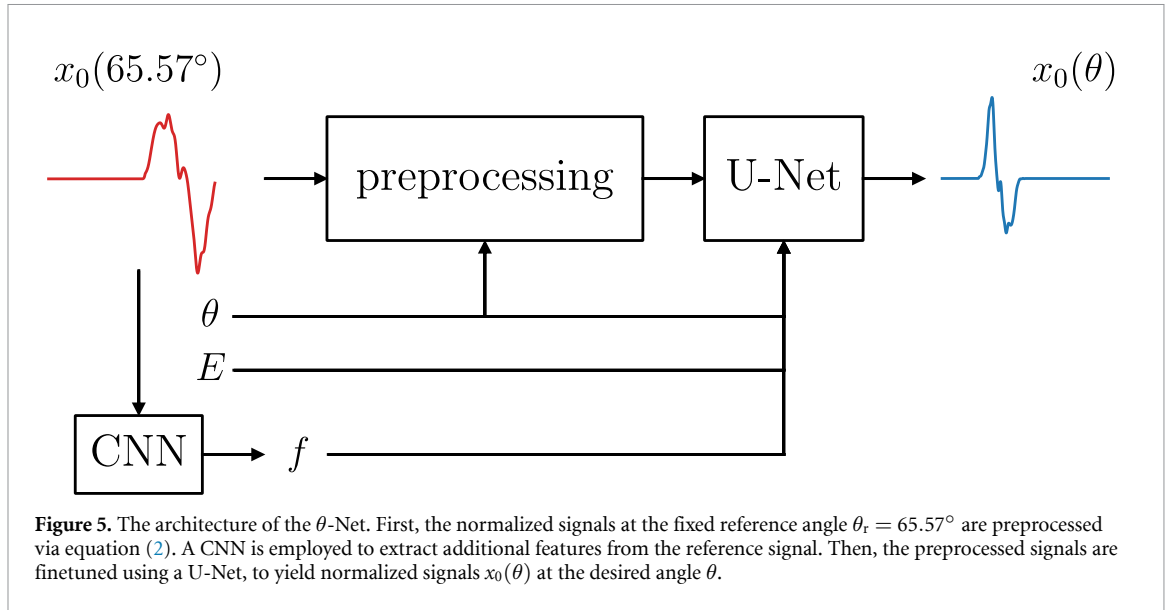 x₀(65.57°)
x₀(θ)
preprocessing
U-Net
θ
E
CNN
f
Figure 5. The architecture of the θ-Net. First, the normalized signals at the fixed reference angle θᵣ = 65.57° are preprocessed
via equation (2). A CNN is employed to extract additional features from the reference signal. Then, the preprocessed signals are
finetuned using a U-Net, to yield normalized signals x₀(θ) at the desired angle θ.